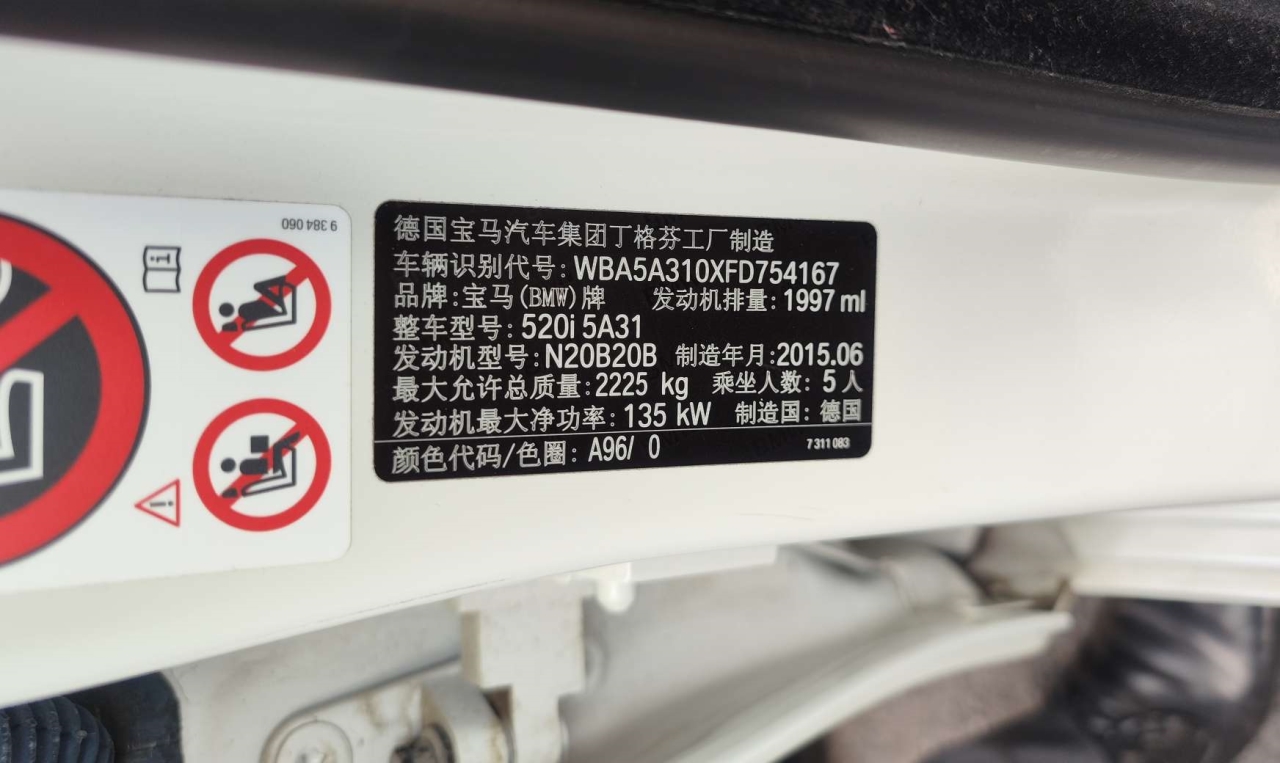 9 384 060
德国宝马汽车集团丁格芬工厂制造
车辆识别代号: WBA5A310XFD754167
品牌: 宝马(BMW)牌 发动机排量: 1997 ml
整车型号: 520i 5A31
发动机型号: N20B20B 制造年月: 2015.06
最大允许总质量: 2225 kg 乘坐人数: 5 人
发动机最大净功率: 135 kW 制造国: 德国
颜色代码/色圈: A96/ 0
7 311 083